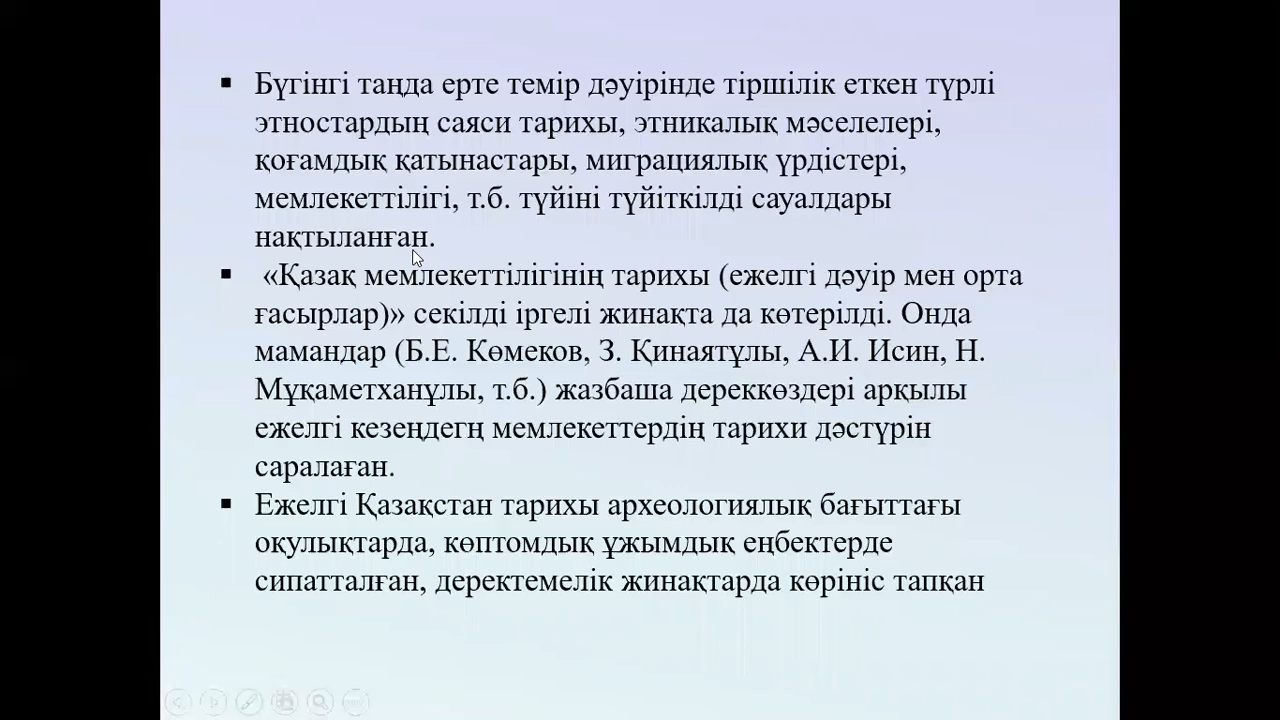 ▪ Бүгінгі таңда ерте темір дәуірінде тіршілік еткен түрлі
этностардың саяси тарихы, этникалық мәселелері,
қоғамдық қатынастары, миграциялық үрдістері,
мемлекеттілігі, т.б. түйіні түйіткілді сауалдары
нақтыланған.
▪ «Қазақ мемлекеттілігінің тарихы (ежелгі дәуір мен орта
ғасырлар)» секілді іргелі жинақта да көтерілді. Онда
мамандар (Б.Е. Көмеков, З. Қинаятұлы, А.И. Исин, Н.
Мұқаметханұлы, т.б.) жазбаша дереккөздері арқылы
ежелгі кезеңдегң мемлекеттердің тарихи дәстүрін
саралаған.
▪ Ежелгі Қазақстан тарихы археологиялық бағыттағы
оқулықтарда, көптомдық ұжымдық еңбектерде
сипатталған, деректемелік жинақтарда көрініс тапқан